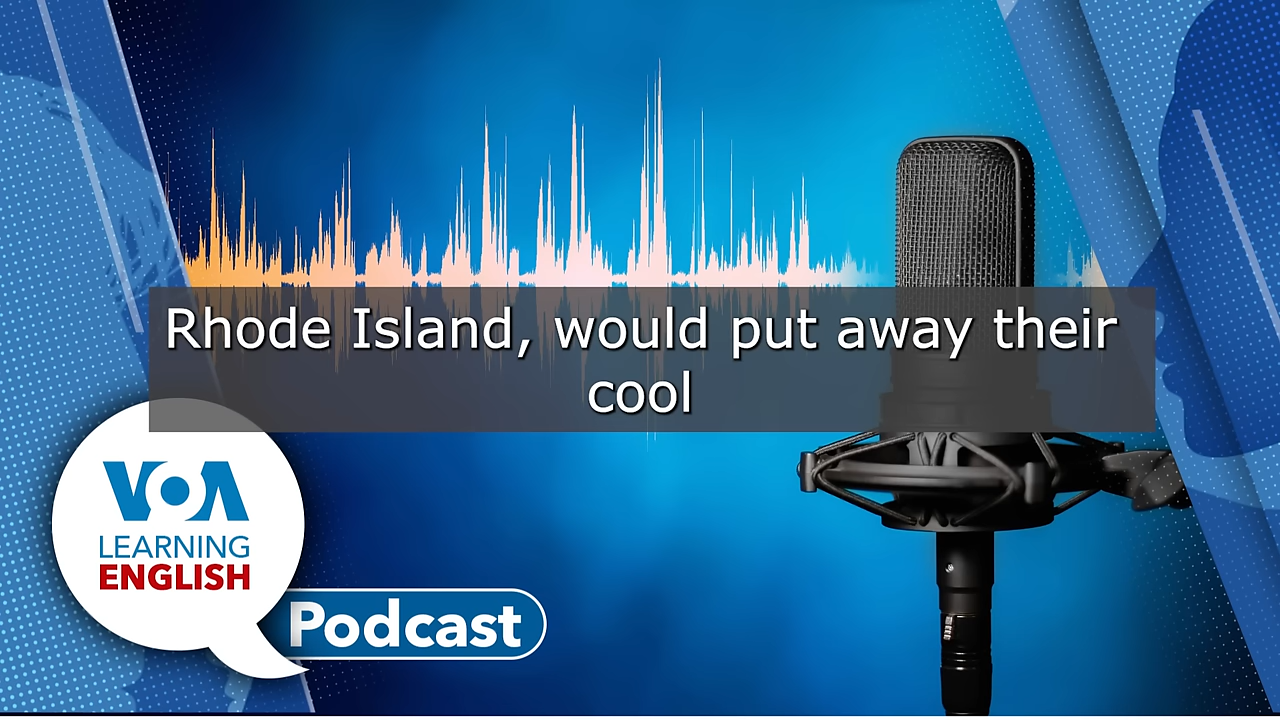 Rhode Island, would put away their
cool
VOA
LEARNING
ENGLISH
Podcast